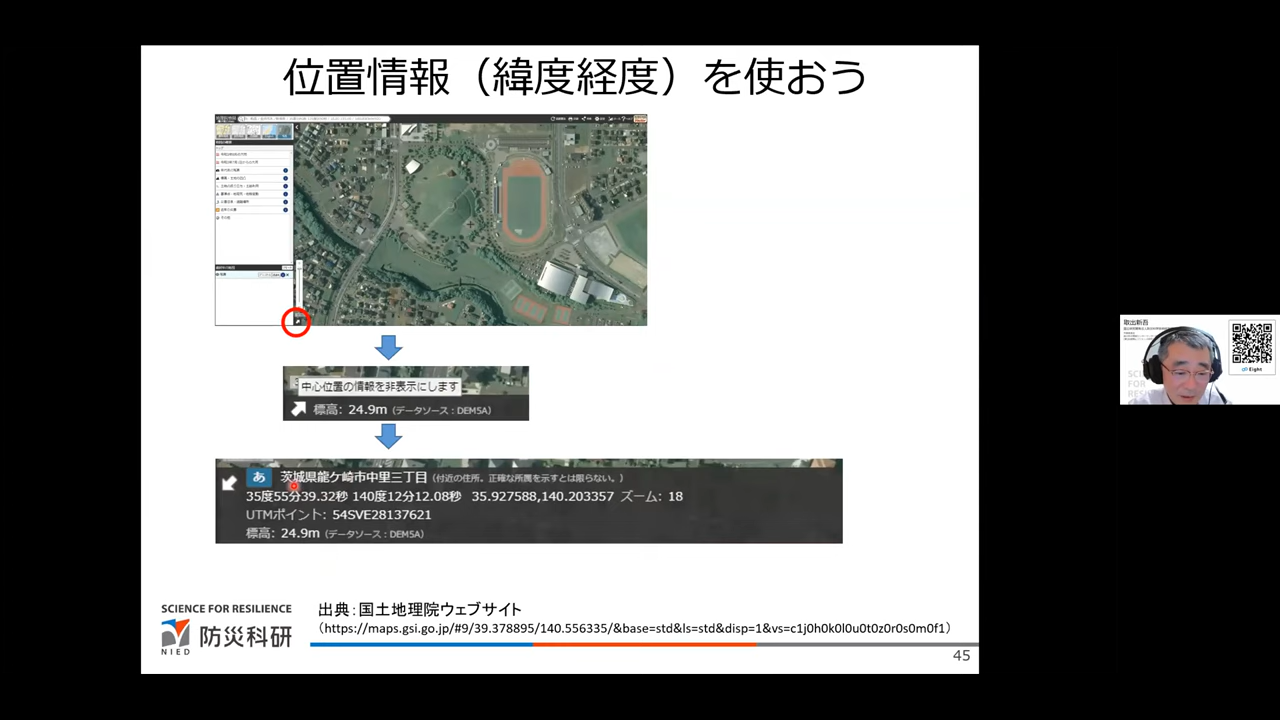 位置情報（緯度経度）を使おう
中心位置の情報を非表示にします
標高: 24.9m（データソース：DEM5A）
あ 茨城県龍ケ崎市中里三丁目（付近の住所。正確な所属を示すとは限らない。）
35度55分39.32秒 140度12分12.08秒 35.927588,140.203357 ズーム: 18
UTMポイント: 54SVE28137621
標高: 24.9m（データソース：DEM5A）
SCIENCE FOR RESILIENCE
防災科研
NIED
出典：国土地理院ウェブサイト
（https://maps.gsi.go.jp/#9/39.378895/140.556335/&base=std&ls=std&disp=1&vs=c1j0h0k0l0u0t0z0r0s0m0f1）
45
取出新吾
Eight